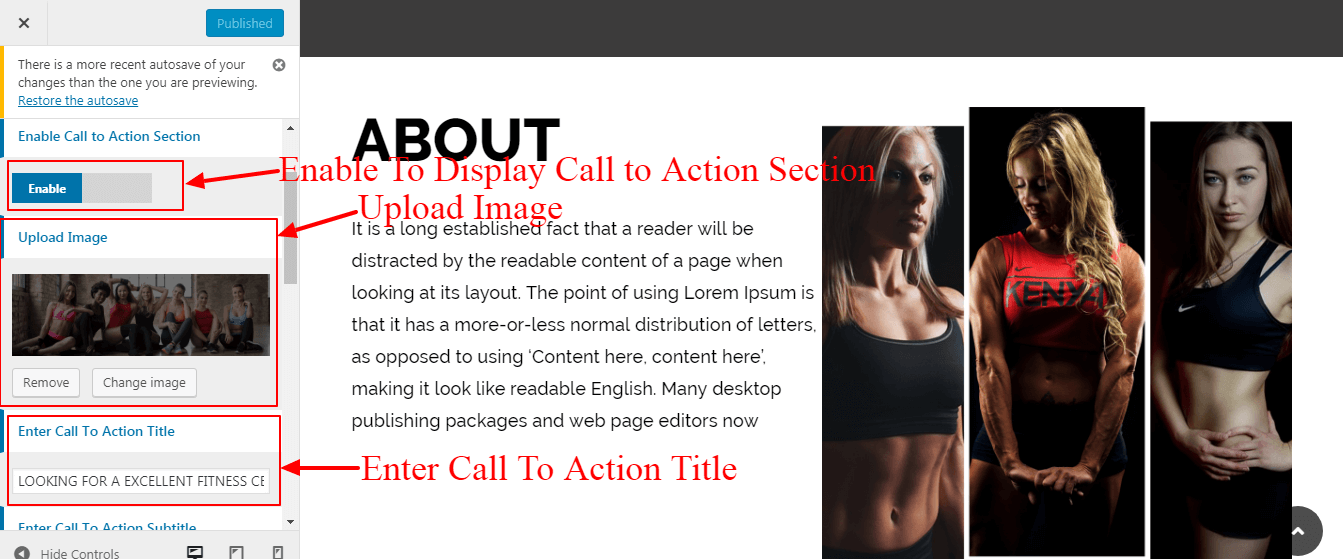 Published
There is a more recent autosave of your
changes than the one you are previewing.
Restore the autosave
Enable Call to Action Section
Enable
Upload Image
Remove
Change image
Enter Call To Action Title
LOOKING FOR A EXCELLENT FITNESS CE
Enter Call To Action Subtitle
Hide Controls
ABOUT
Enable To Display Call to Action Section
Upload Image
It is a long established fact that a reader will be
distracted by the readable content of a page when
looking at its layout. The point of using Lorem Ipsum is
that it has a more-or-less normal distribution of letters,
as opposed to using ‘Content here, content here’,
making it look like readable English. Many desktop
publishing packages and web page editors now
Enter Call To Action Title
KENYA